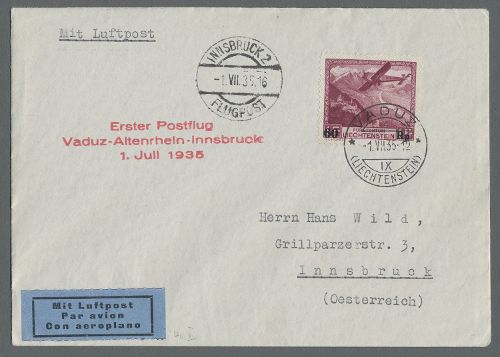 Mit Luftpost
INNSBRUCK 2
-1.VII.35.16
FLUGPOST
Erster Postflug
Vaduz-Altenrhein-Innsbruck
1. Juli 1935
FÜRSTENTUM
LIECHTENSTEIN
60 Rp
VADUZ
-1.VII.35-12
IX
(LIECHTENSTEIN)
Herrn Hans Wild,
Grillparzerstr. 3,
Innsbruck
(Oesterreich)
Mit Luftpost
Par avion
Con aeroplano